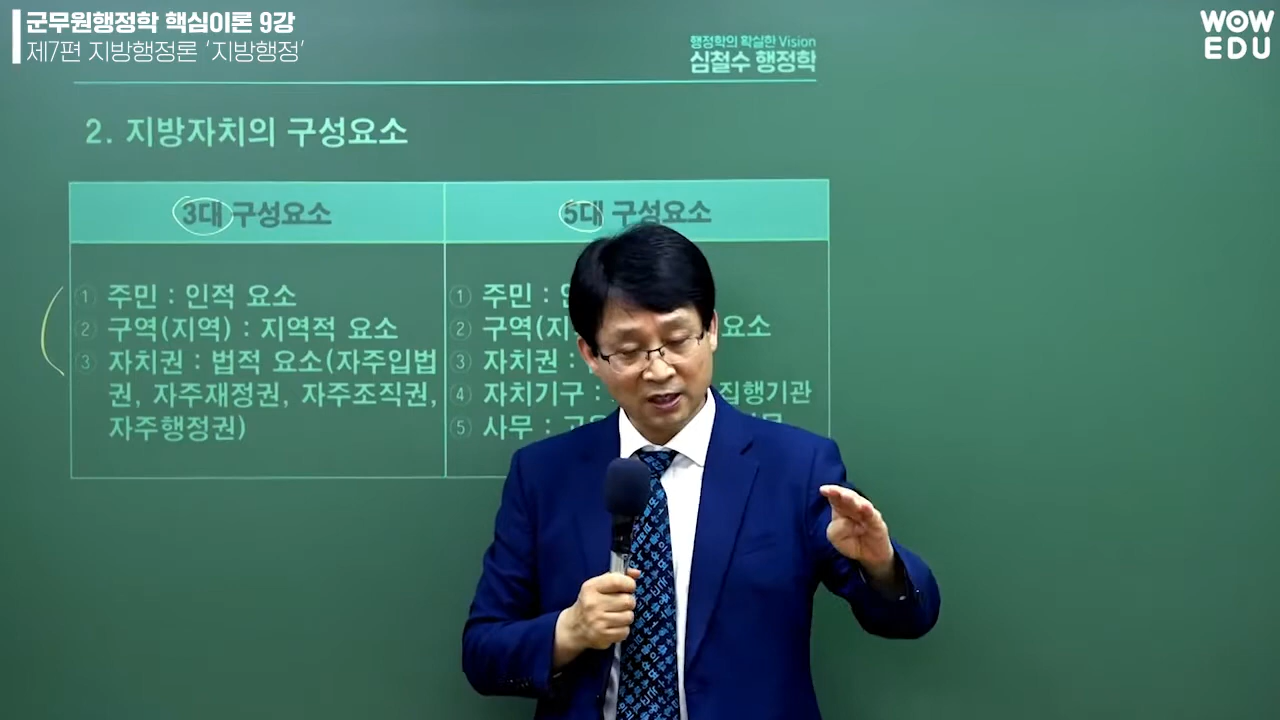 군무원행정학 핵심이론 9강
제7편 지방행정론 '지방행정'
WOW
EDU
행정학의 확실한 Vision
심철수 행정학
2. 지방자치의 구성요소
3대 구성요소
① 주민 : 인적 요소
② 구역(지역) : 지역적 요소
③ 자치권 : 법적 요소(자주입법
권, 자주재정권, 자주조직권,
자주행정권)
5대 구성요소
① 주민 :
② 구역(지 요소
③ 자치권 :
④ 자치기구 : 집행기관
⑤ 사무 :